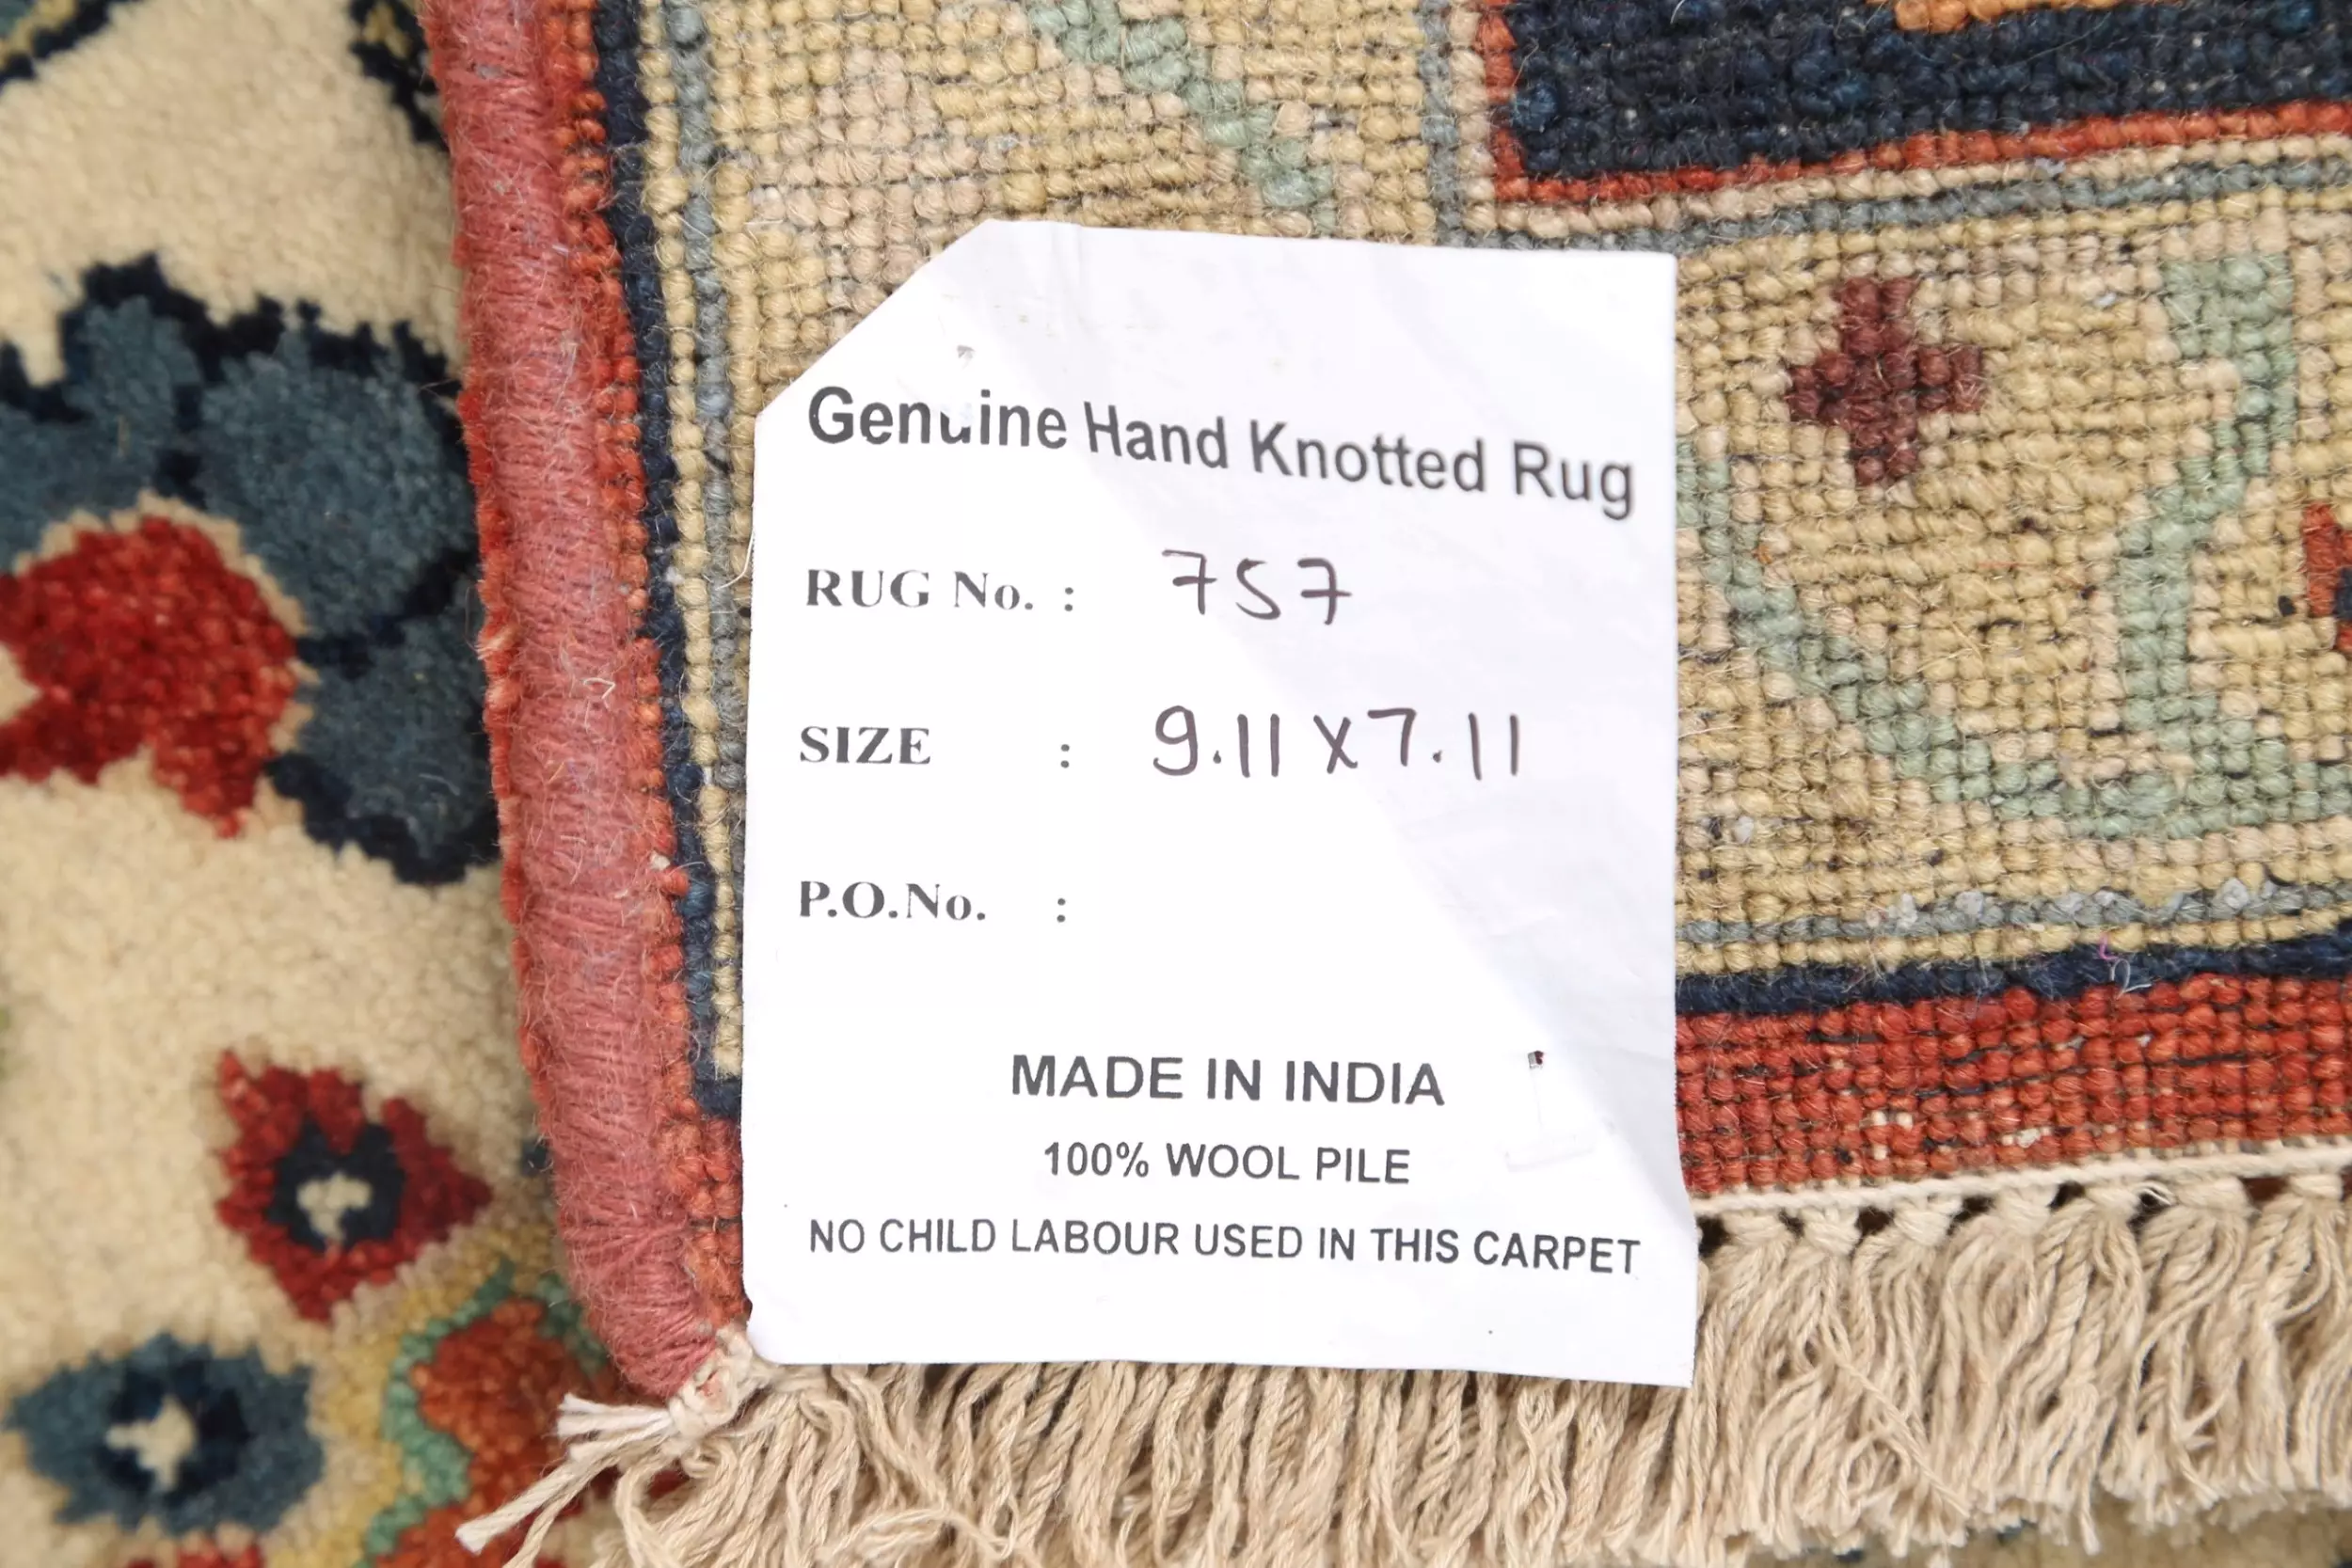 Genuine Hand Knotted Rug
RUG No. : 757
SIZE : 9.11 X 7.11
P.O.No. :
MADE IN INDIA
100% WOOL PILE
NO CHILD LABOUR USED IN THIS CARPET